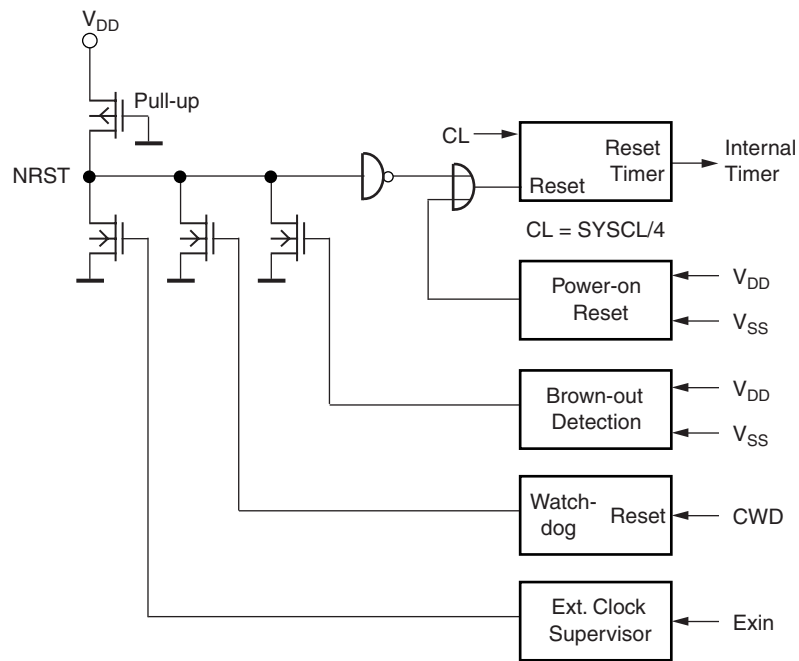 VDD
Pull-up
CL
Reset
Timer
Internal
Timer
NRST
Reset
CL = SYSCL/4
Power-on
Reset
VDD
VSS
Brown-out
Detection
VDD
VSS
Watch-
dog
Reset
CWD
Ext. Clock
Supervisor
Exin